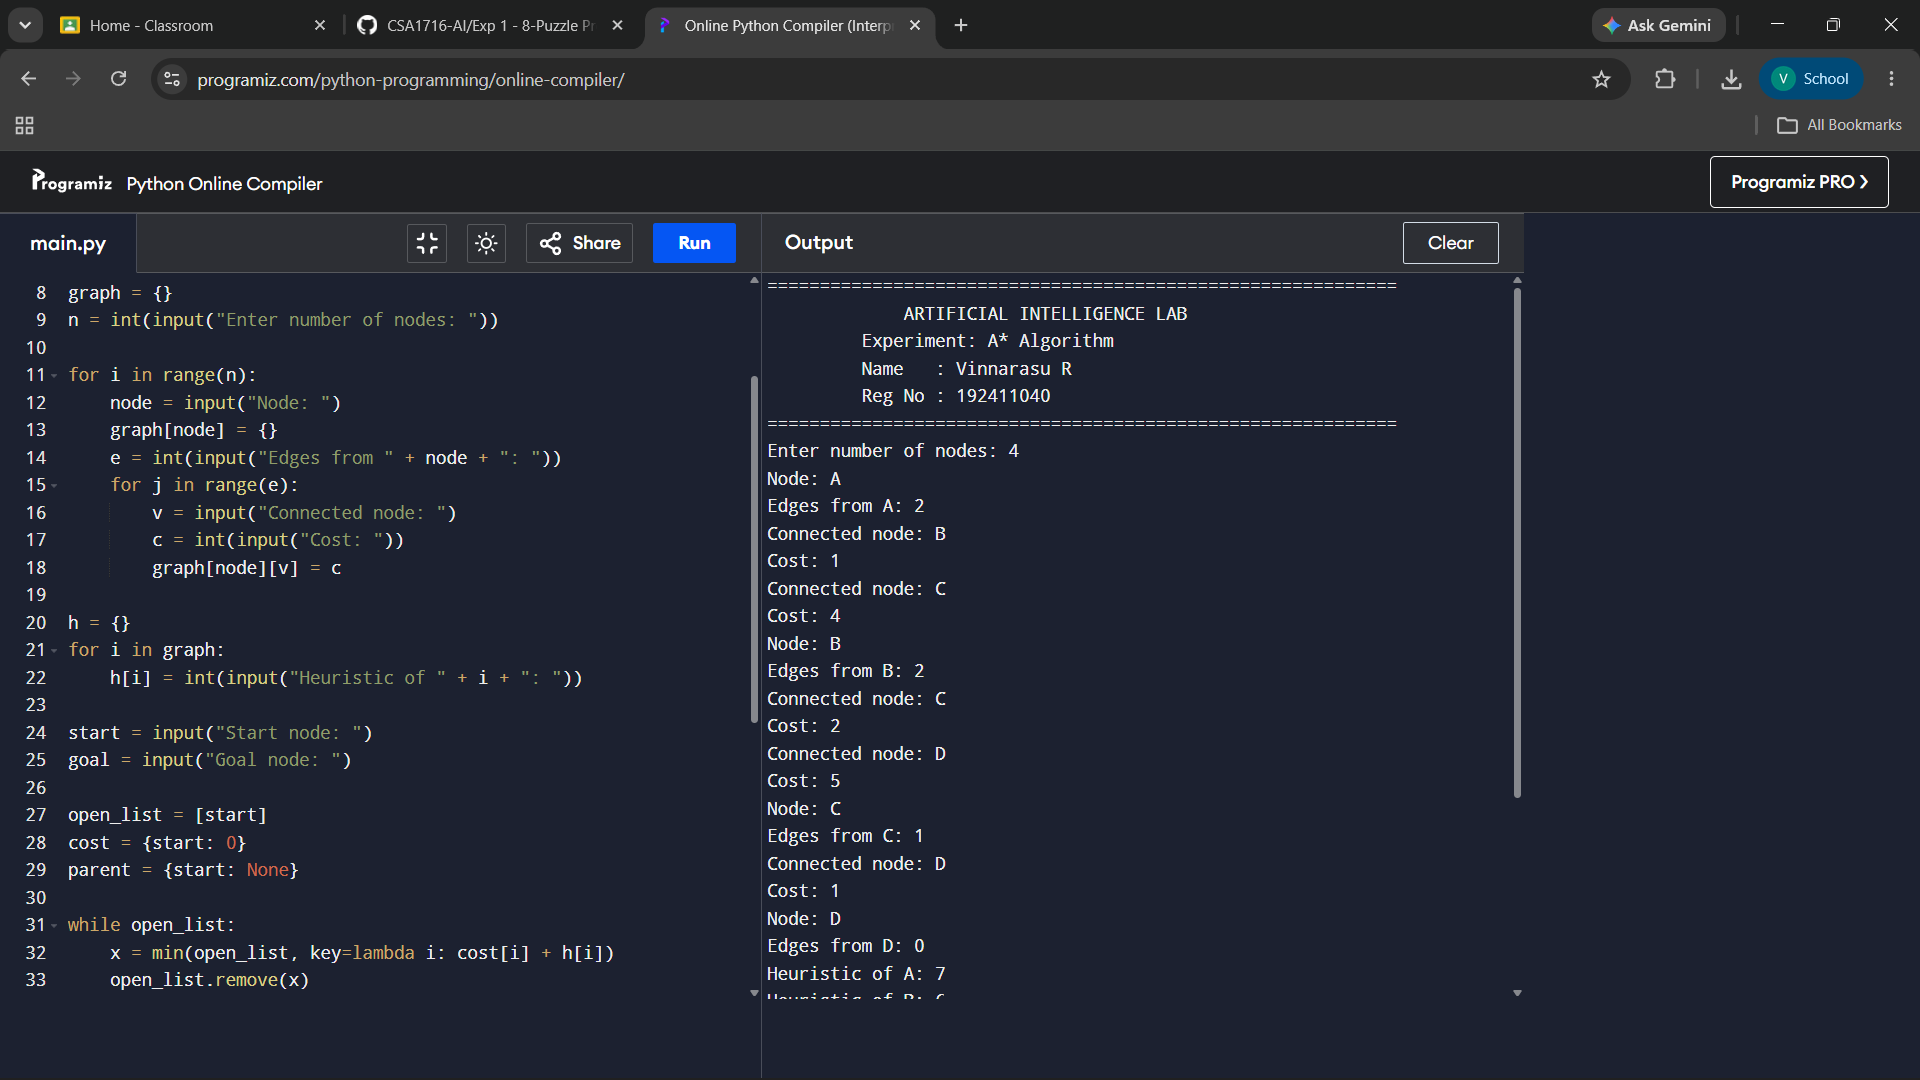 Home - Classroom
CSA1716-AI/Exp 1 - 8-Puzzle Pr
Online Python Compiler (Interp
Ask Gemini
programiz.com/python-programming/online-compiler/
V School
All Bookmarks
Programiz Python Online Compiler
Programiz PRO >
main.py
Share
Run
Output
Clear
8 graph = {}
9 n = int(input("Enter number of nodes: "))
10
11 for i in range(n):
12     node = input("Node: ")
13     graph[node] = {}
14     e = int(input("Edges from " + node + ": "))
15     for j in range(e):
16         v = input("Connected node: ")
17         c = int(input("Cost: "))
18         graph[node][v] = c
19
20 h = {}
21 for i in graph:
22     h[i] = int(input("Heuristic of " + i + ": "))
23
24 start = input("Start node: ")
25 goal = input("Goal node: ")
26
27 open_list = [start]
28 cost = {start: 0}
29 parent = {start: None}
30
31 while open_list:
32     x = min(open_list, key=lambda i: cost[i] + h[i])
33     open_list.remove(x)
============================================================
ARTIFICIAL INTELLIGENCE LAB
Experiment: A* Algorithm
Name   : Vinnarasu R
Reg No : 192411040
============================================================
Enter number of nodes: 4
Node: A
Edges from A: 2
Connected node: B
Cost: 1
Connected node: C
Cost: 4
Node: B
Edges from B: 2
Connected node: C
Cost: 2
Connected node: D
Cost: 5
Node: C
Edges from C: 1
Connected node: D
Cost: 1
Node: D
Edges from D: 0
Heuristic of A: 7
Heuristic of B: